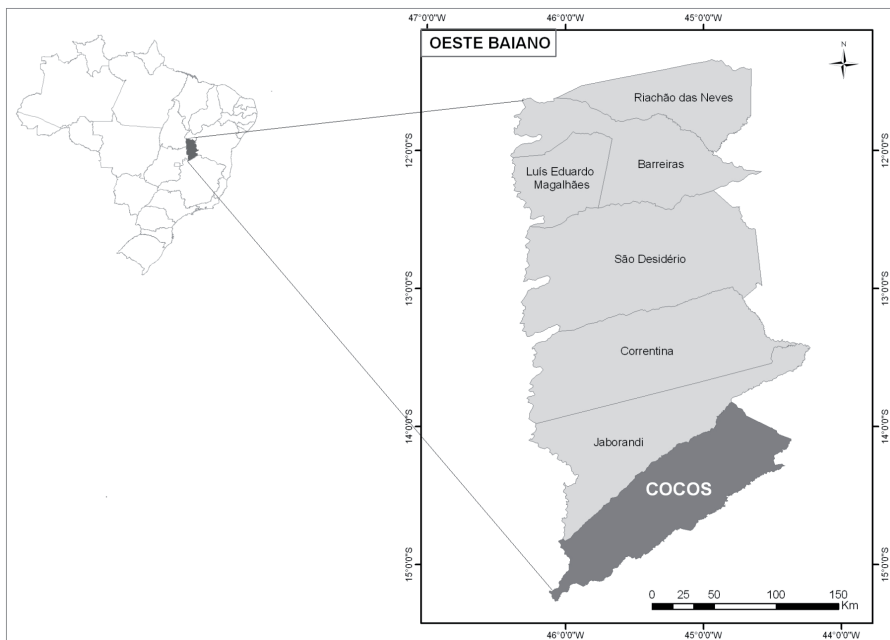 47°0'0"W
46°0'0"W
45°0'0"W
OESTE BAIANO
N
Riachão das Neves
12°0'0"S
12°0'0"S
Luís Eduardo
Magalhães
Barreiras
São Desidério
13°0'0"S
13°0'0"S
Correntina
14°0'0"S
14°0'0"S
Jaborandi
COCOS
15°0'0"S
15°0'0"S
0 25 50 100 150
Km
46°0'0"W
45°0'0"W
44°0'0"W